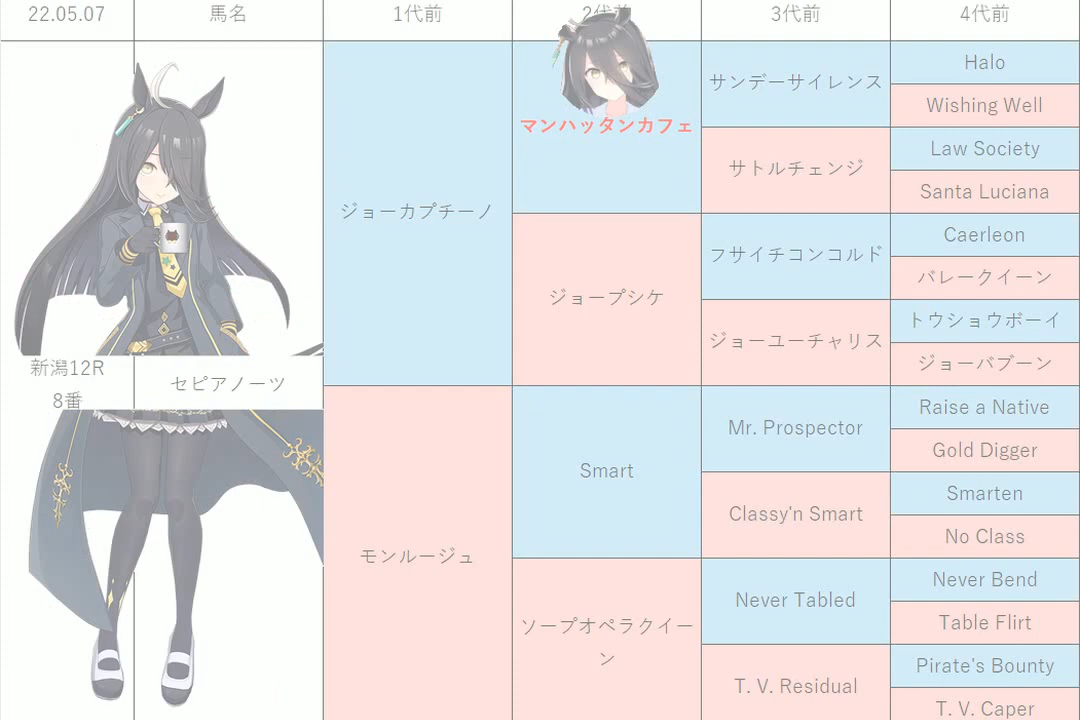 22.05.07 馬名 1代前 2代前 3代前 4代前
新潟12R
8番
セピアノーツ
ジョーカプチーノ
モンルージュ
マンハッタンカフェ
ジョープシケ
Smart
ソープオペラクイー
ン
サンデーサイレンス
サトルチェンジ
フサイチコンコルド
ジョーユーチャリス
Mr. Prospector
Classy'n Smart
Never Tabled
T. V. Residual
Halo
Wishing Well
Law Society
Santa Luciana
Caerleon
バレークイーン
トウショウボーイ
ジョーバブーン
Raise a Native
Gold Digger
Smarten
No Class
Never Bend
Table Flirt
Pirate's Bounty
T. V. Caper